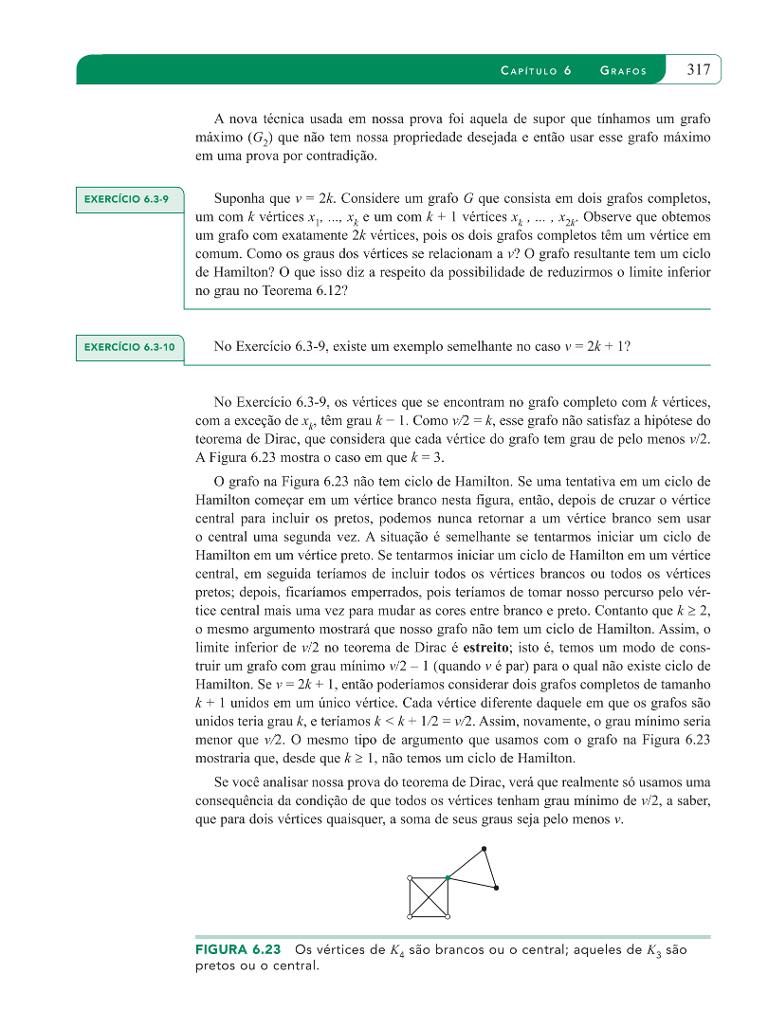 CAPÍTULO 6 GRAFOS 317
A nova técnica usada em nossa prova foi aquela de supor que tínhamos um grafo
máximo (G2) que não tem nossa propriedade desejada e então usar esse grafo máximo
em uma prova por contradição.
EXERCÍCIO 6.3-9
Suponha que v = 2k. Considere um grafo G que consista em dois grafos completos,
um com k vértices x1, ..., xk e um com k + 1 vértices xk , ... , x2k. Observe que obtemos
um grafo com exatamente 2k vértices, pois os dois grafos completos têm um vértice em
comum. Como os graus dos vértices se relacionam a v? O grafo resultante tem um ciclo
de Hamilton? O que isso diz a respeito da possibilidade de reduzirmos o limite inferior
no grau no Teorema 6.12?
EXERCÍCIO 6.3-10
No Exercício 6.3-9, existe um exemplo semelhante no caso v = 2k + 1?
No Exercício 6.3-9, os vértices que se encontram no grafo completo com k vértices,
com a exceção de xk, têm grau k − 1. Como v/2 = k, esse grafo não satisfaz a hipótese do
teorema de Dirac, que considera que cada vértice do grafo tem grau de pelo menos v/2.
A Figura 6.23 mostra o caso em que k = 3.
O grafo na Figura 6.23 não tem ciclo de Hamilton. Se uma tentativa em um ciclo de
Hamilton começar em um vértice branco nesta figura, então, depois de cruzar o vértice
central para incluir os pretos, podemos nunca retornar a um vértice branco sem usar
o central uma segunda vez. A situação é semelhante se tentarmos iniciar um ciclo de
Hamilton em um vértice preto. Se tentarmos iniciar um ciclo de Hamilton em um vértice
central, em seguida teríamos de incluir todos os vértices brancos ou todos os vértices
pretos; depois, ficaríamos emperrados, pois teríamos de tomar nosso percurso pelo vér-
tice central mais uma vez para mudar as cores entre branco e preto. Contanto que k ≥ 2,
o mesmo argumento mostrará que nosso grafo não tem um ciclo de Hamilton. Assim, o
limite inferior de v/2 no teorema de Dirac é estreito; isto é, temos um modo de cons-
truir um grafo com grau mínimo v/2 – 1 (quando v é par) para o qual não existe ciclo de
Hamilton. Se v = 2k + 1, então poderíamos considerar dois grafos completos de tamanho
k + 1 unidos em um único vértice. Cada vértice diferente daquele em que os grafos são
unidos teria grau k, e teríamos k < k + 1/2 = v/2. Assim, novamente, o grau mínimo seria
menor que v/2. O mesmo tipo de argumento que usamos com o grafo na Figura 6.23
mostraria que, desde que k ≥ 1, não temos um ciclo de Hamilton.
Se você analisar nossa prova do teorema de Dirac, verá que realmente só usamos uma
consequência da condição de que todos os vértices tenham grau mínimo de v/2, a saber,
que para dois vértices quaisquer, a soma de seus graus seja pelo menos v.
FIGURA 6.23 Os vértices de K4 são brancos ou o central; aqueles de K3 são
pretos ou o central.